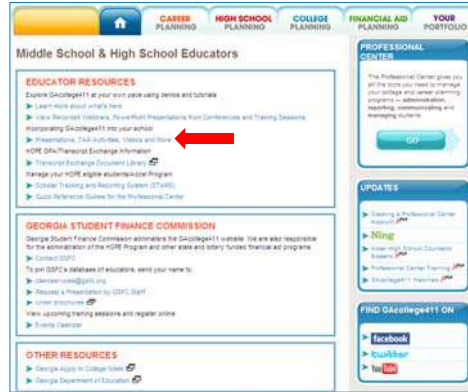 CAREER PLANNING
HIGH SCHOOL PLANNING
COLLEGE PLANNING
FINANCIAL AID PLANNING
YOUR PORTFOLIO
Middle School & High School Educators
EDUCATOR RESOURCES
Explore GAcollege411 at your own pace using demos and tutorials
Learn more about what's here
View Recorded Webinars, PowerPoint Presentations from Conferences and Training Sessions
Incorporating GAcollege411 into your school
Presentations, TAA Activities, Videos and More
HOPE GPA/Transcript Exchange Information
Transcript Exchange Document Library
Manage your HOPE eligible students/Accel Program
Scholar Tracking and Reporting System (STARS)
Quick Reference Guides for the Professional Center
GEORGIA STUDENT FINANCE COMMISSION
Georgia Student Finance Commission administers the GAcollege411 website. We are also responsible
for the administration of the HOPE Program and other state and lottery funded financial aid programs.
Contact GSFC
To join GSFC's database of educators, send your name to:
Request a Presentation by GSFC Staff
Order Brochures
View upcoming training sessions and register online
Events Calendar
OTHER RESOURCES
Georgia Apply to College Week
Georgia Department of Education
PROFESSIONAL
CENTER
The Professional Center gives you
all the tools you need to manage
your college and career planning
programs — administration,
reporting, communicating and
managing students
GO
UPDATES
Creating a Professional Center
Account
Ning
High School Counselor
Professional Center Training
GAcollege411 Webinars
FIND GAcollege411 ON
facebook
twitter
YouTube